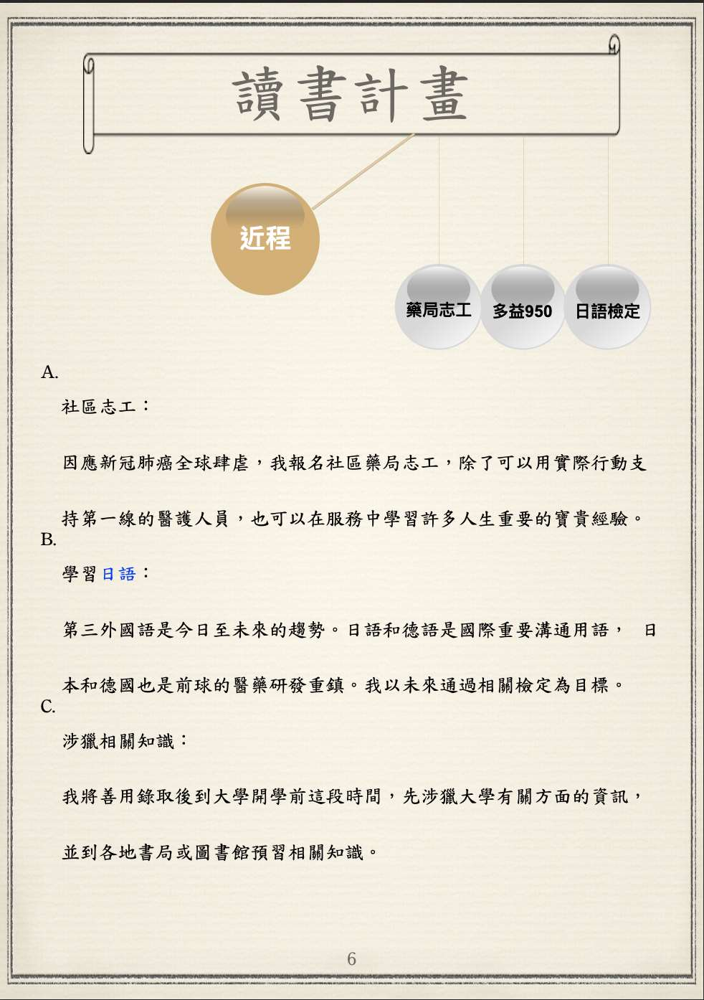 讀書計畫
近程
藥局志工
多益950
日語檢定
A.
社區志工：
因應新冠肺癌全球肆虐，我報名社區藥局志工，除了可以用實際行動支
持第一線的醫護人員，也可以在服務中學習許多人生重要的寶貴經驗。
B.
學習日語：
第三外國語是今日至未來的趨勢。日語和德語是國際重要溝通用語， 日
本和德國也是前球的醫藥研發重鎮。我以未來通過相關檢定為目標。
C.
涉獵相關知識：
我將善用錄取後到大學開學前這段時間，先涉獵大學有關方面的資訊，
並到各地書局或圖書館預習相關知識。
6